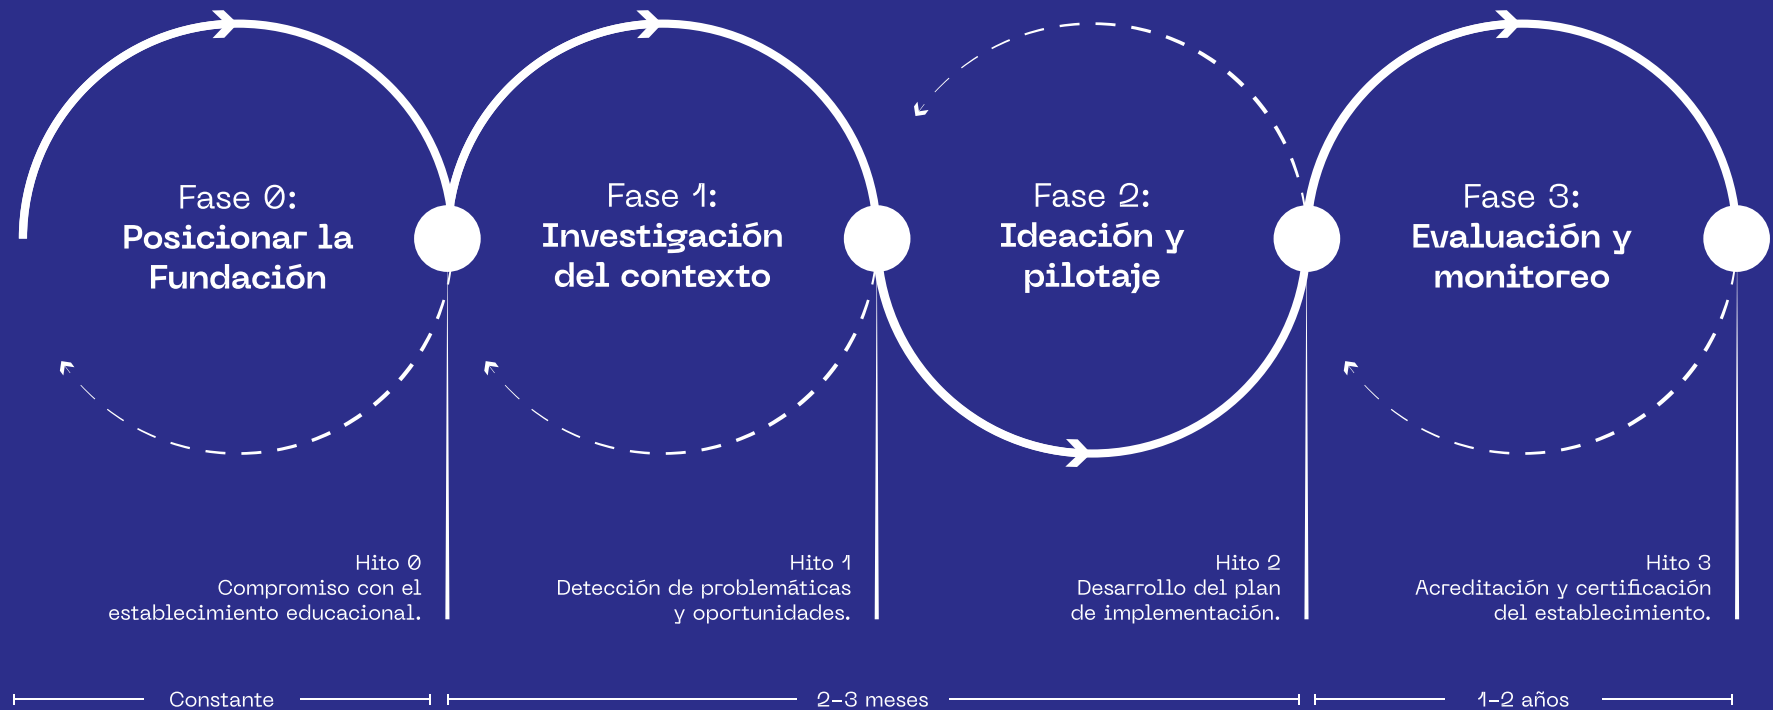 Fase 0:
Posicionar la
Fundación
Fase 1:
Investigación
del contexto
Fase 2:
Ideación y
pilotaje
Fase 3:
Evaluación y
monitoreo
Hito 0
Compromiso con el
establecimiento educacional.
Hito 1
Detección de problemáticas
y oportunidades.
Hito 2
Desarrollo del plan
de implementación.
Hito 3
Acreditación y certificación
del establecimiento.
Constante
2-3 meses
1-2 años